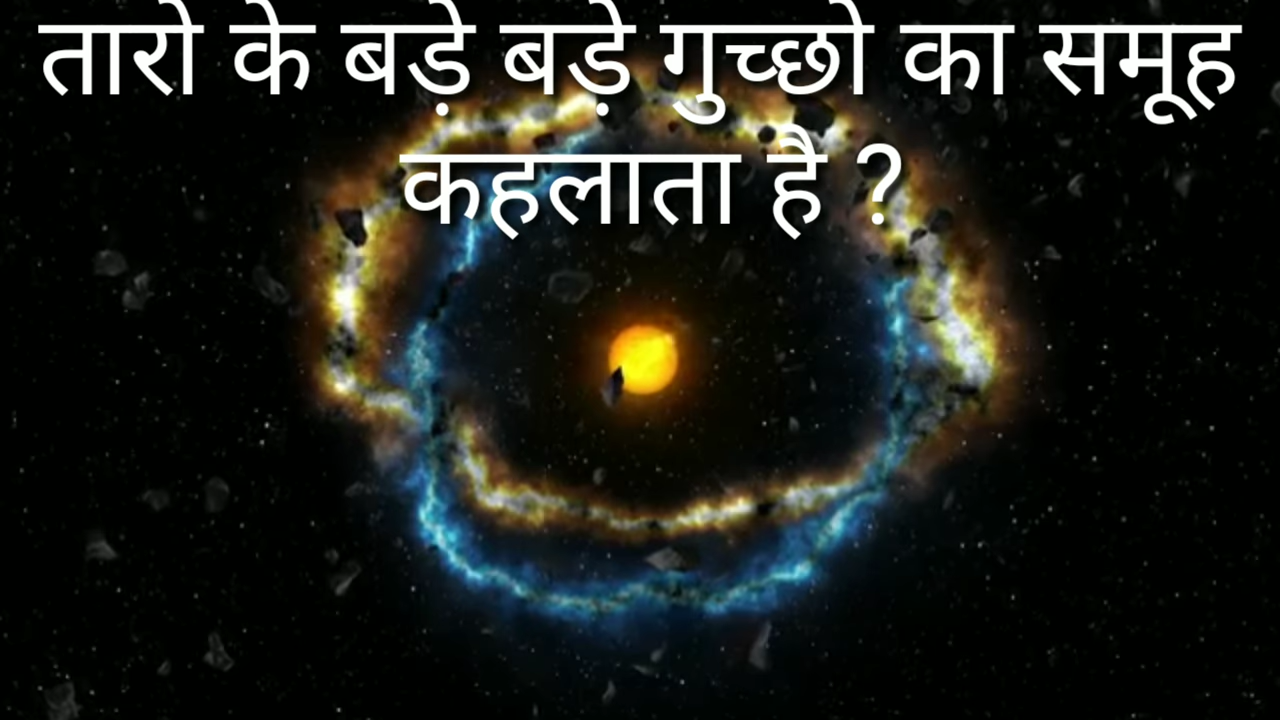 तारो के बड़े बड़े गुच्छो का समूह
कहलाता है ?